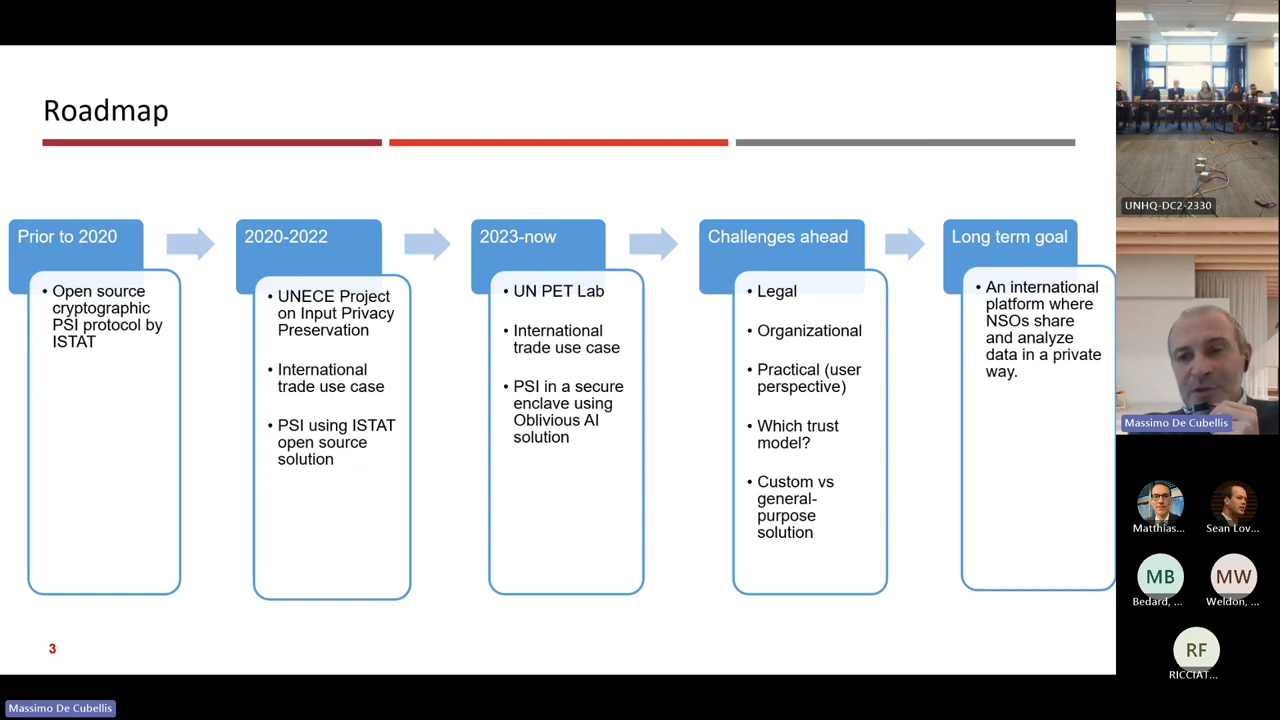 Roadmap
Prior to 2020
• Open source
cryptographic
PSI protocol by
ISTAT
2020-2022
• UNECE Project
on Input Privacy
Preservation
• International
trade use case
• PSI using ISTAT
open source
solution
2023-now
• UN PET Lab
• International
trade use case
• PSI in a secure
enclave using
Oblivious AI
solution
Challenges ahead
• Legal
• Organizational
• Practical (user
perspective)
• Which trust
model?
• Custom vs
general-
purpose
solution
Long term goal
• An international
platform where
NSOs share
and analyze
data in a private
way.
3
Massimo De Cubellis
UNHQ-DC2-2330
Massimo De Cubellis
Matthias...
Sean Lov...
MB
Bedard, ...
MW
Weldon, ...
RF
RICCIAT...